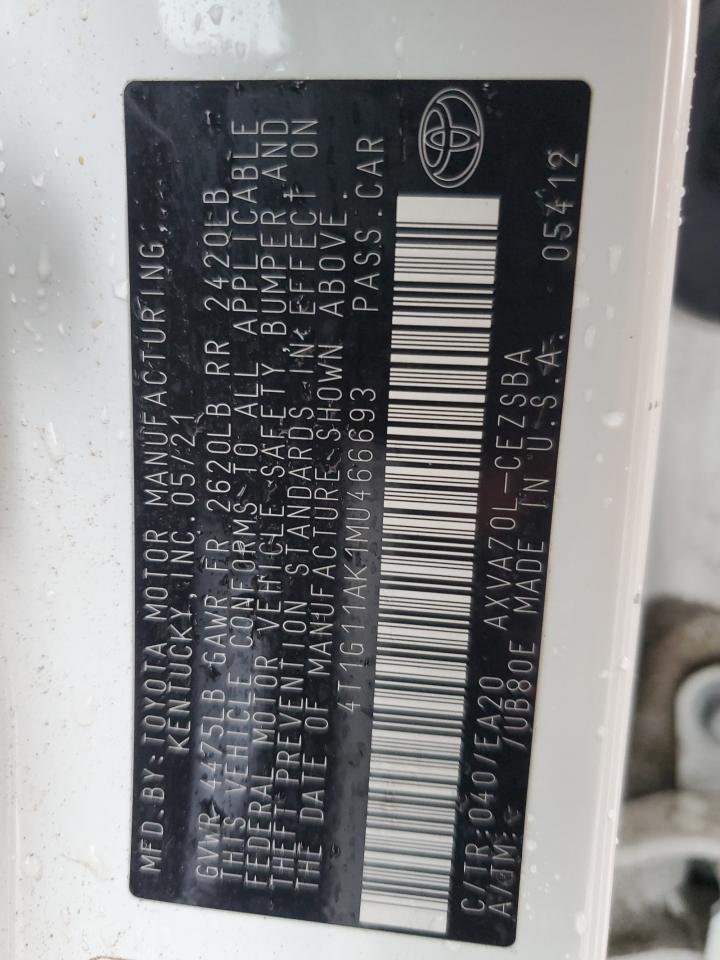 MFD.BY:TOYOTA MOTOR MANUFACTURING,
KENTUCKY,INC.05/21
GVWR 4475LB GAWR FR 2620LB RR 2420LB
THIS VEHICLE CONFORMS TO ALL APPLICABLE
FEDERAL MOTOR VEHICLE SAFETY,BUMPER AND
THEFT PREVENTION STANDARDS IN EFFECT ON
THE DATE OF MANUFACTURE SHOWN ABOVE.
4T1G11AK4MU466693 PASS.CAR
C/TR:040/EA20 AXVA70L-CEZSBA
A/TM: /UB80E MADE IN U.S.A. 05412